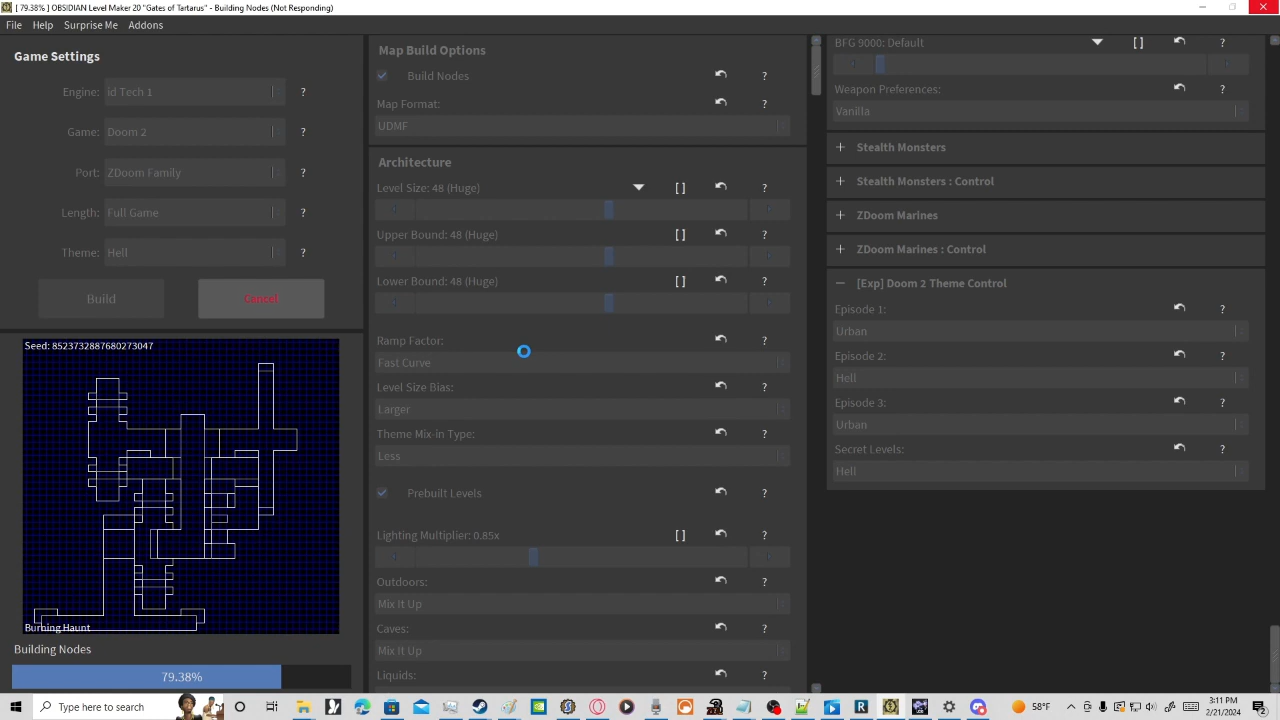 [ 79.38%] OBSIDIAN Level Maker 20 "Gates of Tartarus" - Building Nodes (Not Responding)
File Help Surprise Me Addons
Game Settings
Engine: id Tech 1 ?
Game: Doom 2 ?
Port: ZDoom Family ?
Length: Full Game ?
Theme: Hell ?
Build Cancel
Seed: 8523732887680273047
Burning Haunt
Building Nodes
79.38%
Map Build Options
Build Nodes ?
Map Format: ?
UDMF
Architecture
Level Size: 48 (Huge) [ ] ?
Upper Bound: 48 (Huge) [ ] ?
Lower Bound: 48 (Huge) [ ] ?
Ramp Factor: ?
Fast Curve
Level Size Bias: ?
Larger
Theme Mix-in Type: ?
Less
Prebuilt Levels ?
Lighting Multiplier: 0.85x [ ] ?
Outdoors: ?
Mix It Up
Caves: ?
Mix It Up
Liquids: ?
BFG 9000: Default [ ] ?
Weapon Preferences: ?
Vanilla
+ Stealth Monsters
+ Stealth Monsters : Control
+ ZDoom Marines
+ ZDoom Marines : Control
— [Exp] Doom 2 Theme Control
Episode 1: ?
Urban
Episode 2: ?
Hell
Episode 3: ?
Urban
Secret Levels: ?
Hell
Type here to search
58°F
3:11 PM
2/21/2024